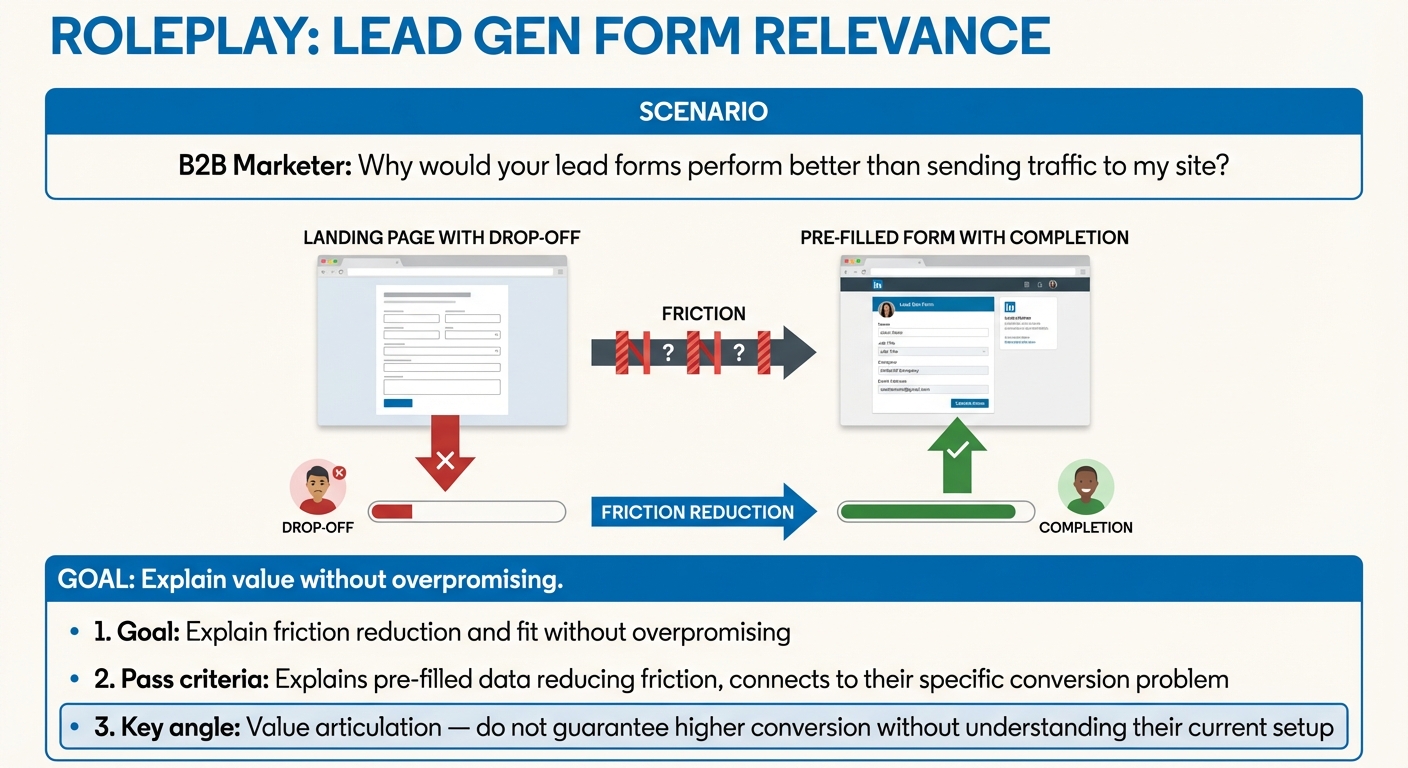 ROLEPLAY: LEAD GEN FORM RELEVANCE
SCENARIO
B2B Marketer: Why would your lead forms perform better than sending traffic to my site?
LANDING PAGE WITH DROP-OFF
PRE-FILLED FORM WITH COMPLETION
FRICTION
? ?
in
Lead Gen Form
in
Job Title
Company
DROP-OFF
FRICTION REDUCTION
COMPLETION
GOAL: Explain value without overpromising.
• 1. Goal: Explain friction reduction and fit without overpromising
• 2. Pass criteria: Explains pre-filled data reducing friction, connects to their specific conversion problem
• 3. Key angle: Value articulation — do not guarantee higher conversion without understanding their current setup